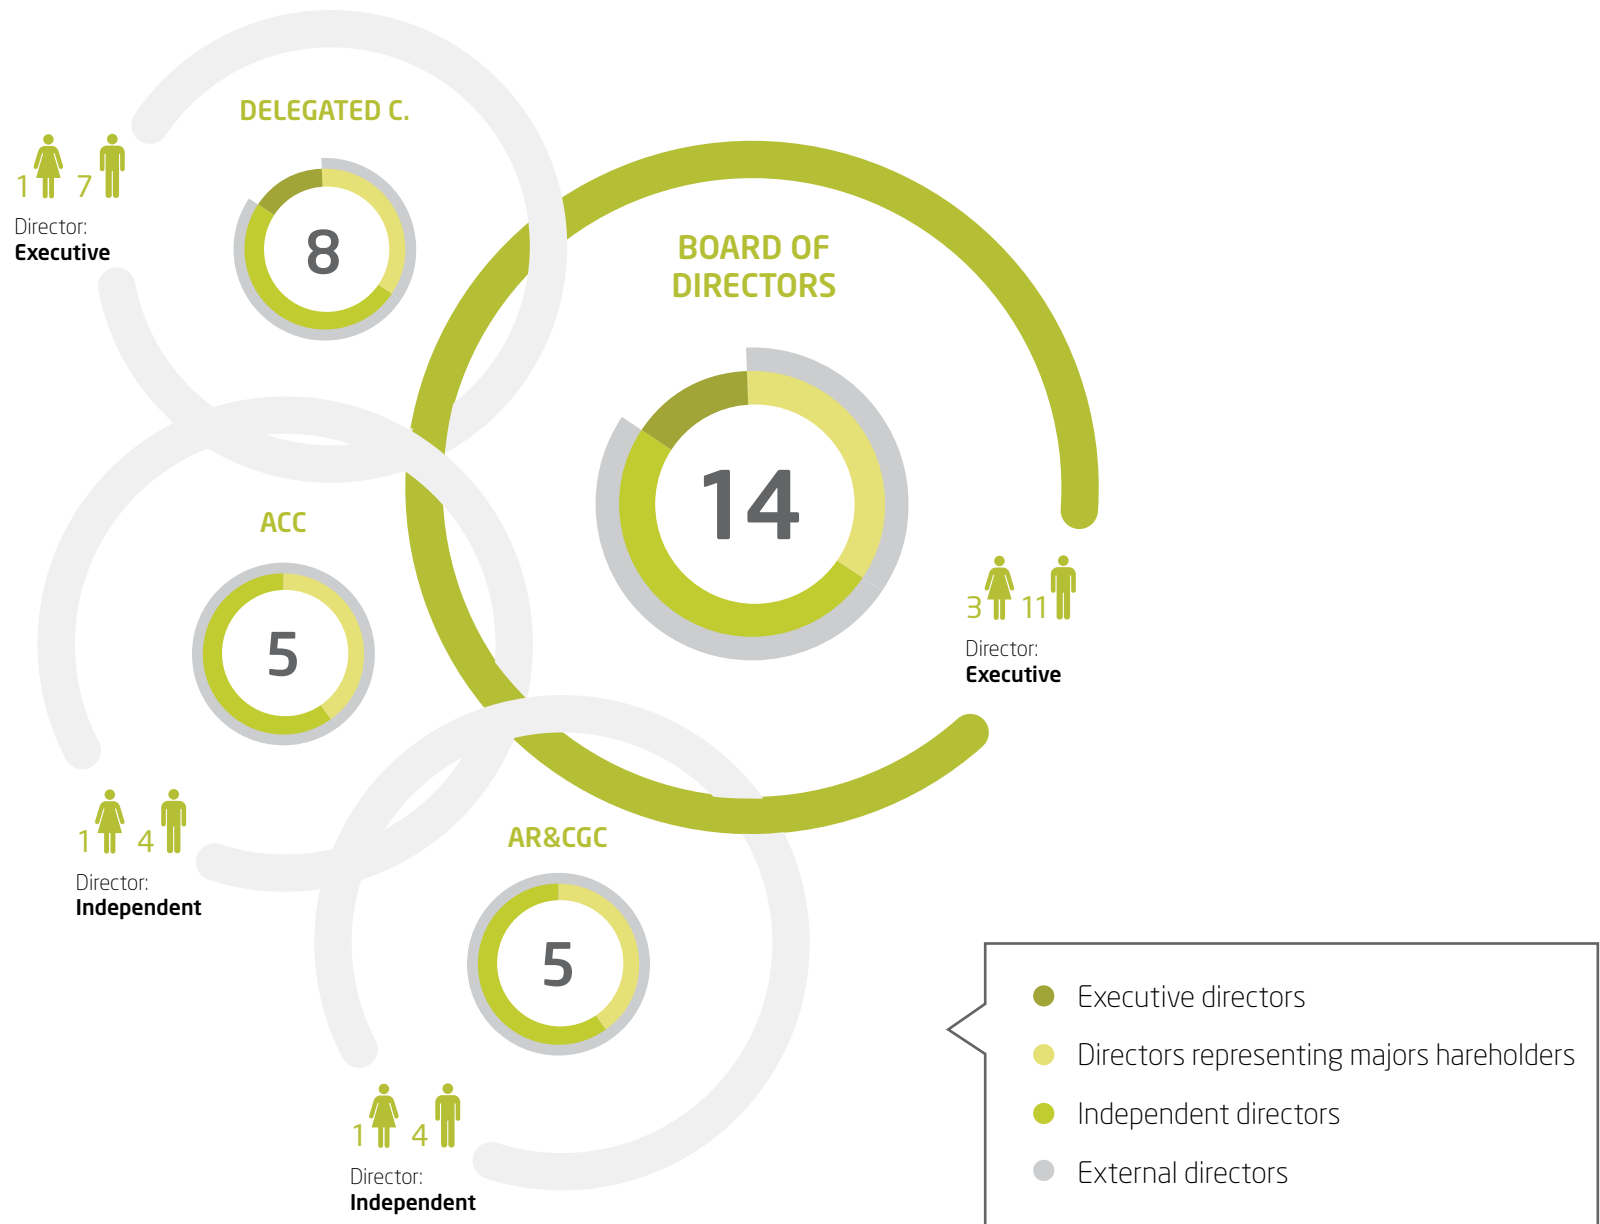 DELEGATED C.
8
1 7
Director:
Executive
BOARD OF
DIRECTORS
14
3 11
Director:
Executive
ACC
5
1 4
Director:
Independent
AR&CGC
5
1 4
Director:
Independent
Executive directors
Directors representing majors hareholders
Independent directors
External directors